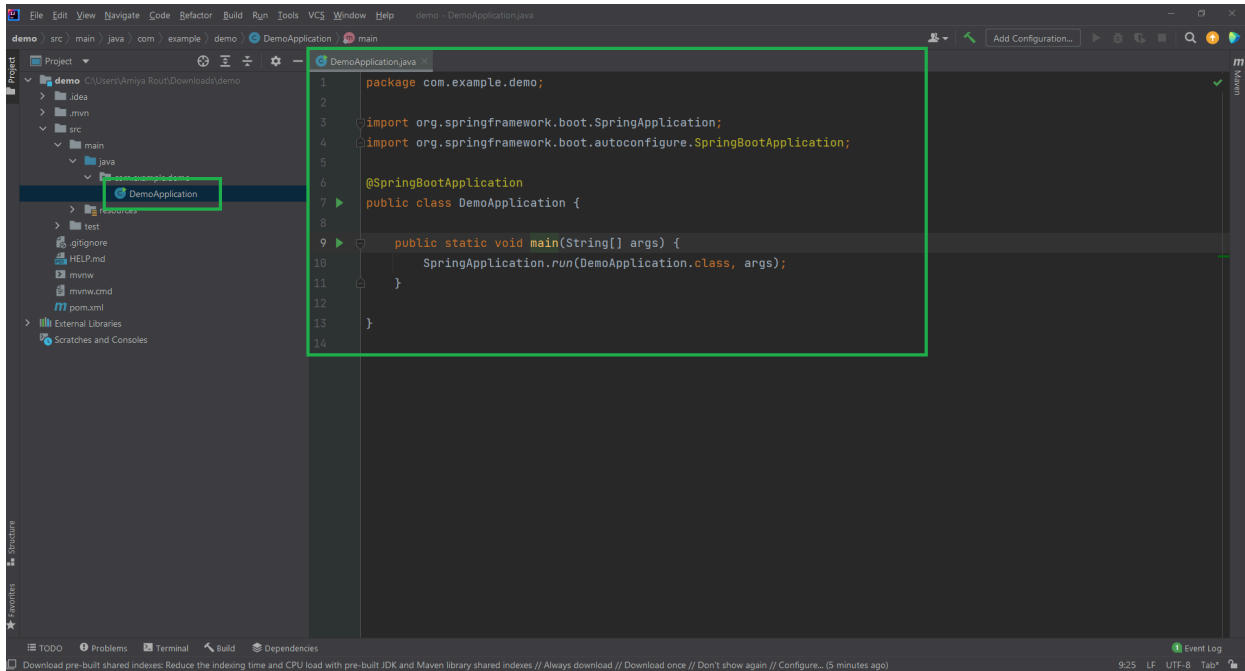 File Edit View Navigate Code Refactor Build Run Tools VCS Window Help demo - DemoApplication.java
demo src main java com example demo DemoApplication main
Add Configuration...
Project
Project
DemoApplication.java
Maven
demo C:\Users\Amiya Rout\Downloads\demo
.idea
.mvn
src
main
java
com.example.demo
DemoApplication
resources
test
.gitignore
HELP.md
mvnw
mvnw.cmd
pom.xml
External Libraries
Scratches and Consoles
1 package com.example.demo;
2
3 import org.springframework.boot.SpringApplication;
4 import org.springframework.boot.autoconfigure.SpringBootApplication;
5
6 @SpringBootApplication
7 public class DemoApplication {
8
9 public static void main(String[] args) {
10 SpringApplication.run(DemoApplication.class, args);
11 }
12
13 }
14
Structure
Favorites
TODO Problems Terminal Build Dependencies
1 Event Log
Download pre-built shared indexes: Reduce the indexing time and CPU load with pre-built JDK and Maven library shared indexes // Always download // Download once // Don't show again // Configure... (5 minutes ago)
9:25 LF UTF-8 Tab*